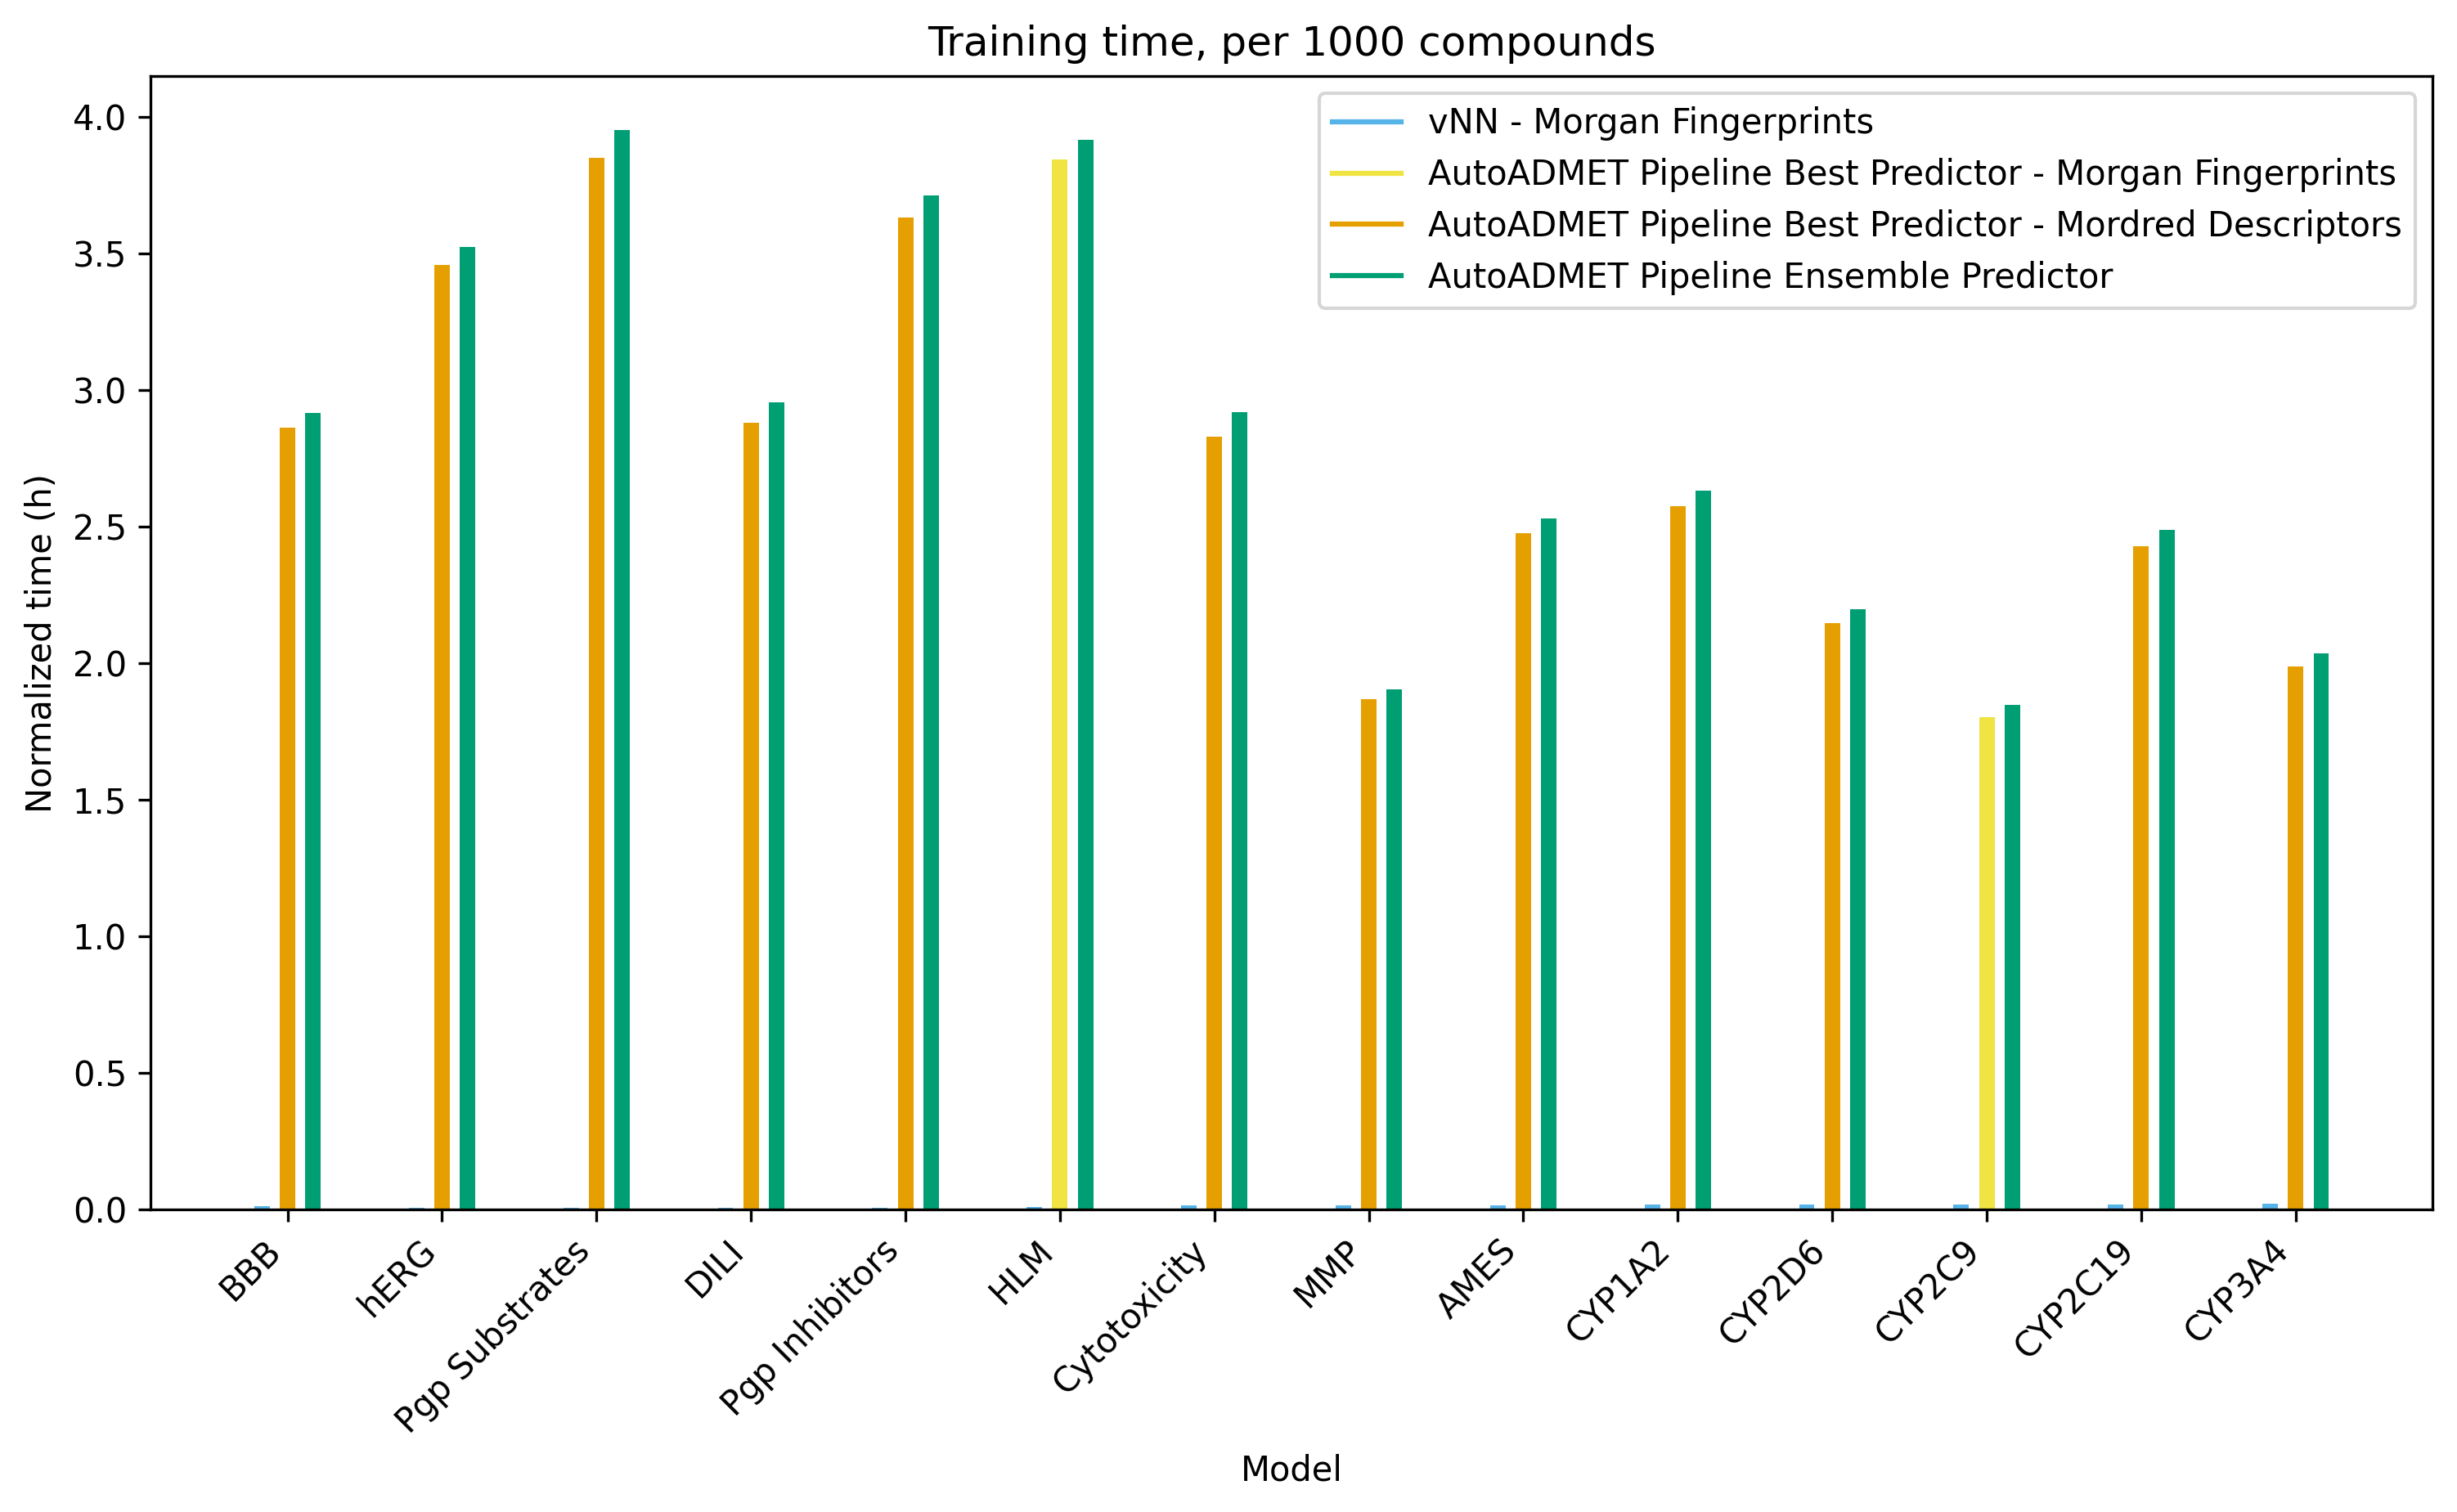 Training time, per 1000 compounds
vNN - Morgan Fingerprints
AutoADMET Pipeline Best Predictor - Morgan Fingerprints
AutoADMET Pipeline Best Predictor - Mordred Descriptors
AutoADMET Pipeline Ensemble Predictor
Normalized time (h)
4.0
3.5
3.0
2.5
2.0
1.5
1.0
0.5
0.0
BBB
hERG
Pgp Substrates
DILI
Pgp Inhibitors
HLM
Cytotoxicity
MMP
AMES
CYP1A2
CYP2D6
CYP2C9
CYP2C19
CYP3A4
Model